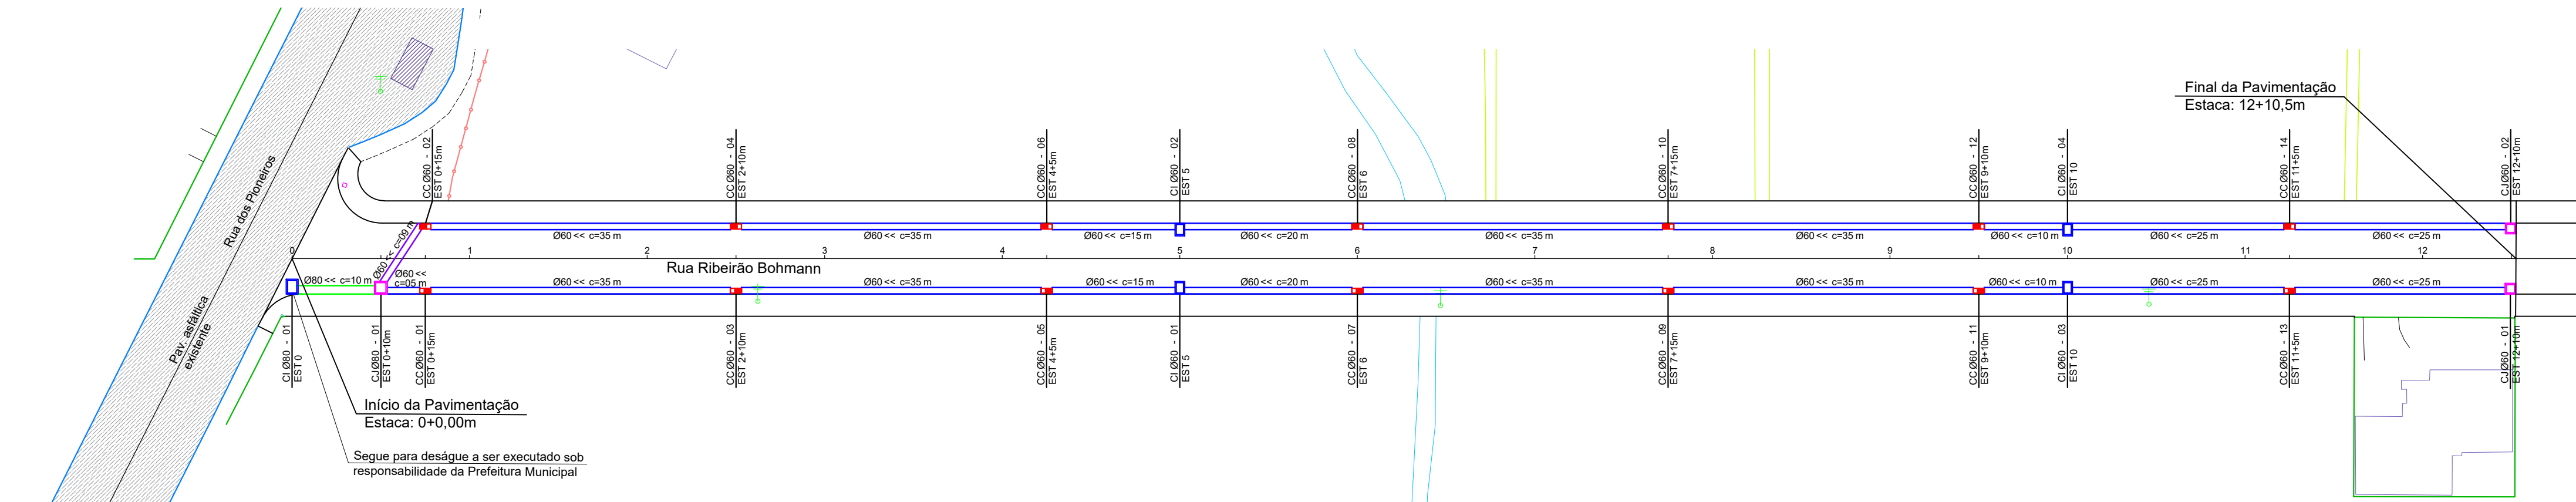 Final da Pavimentação
Estaca: 12+10,5m
CC Ø60 - 02
EST 0+15m
CC Ø60 - 04
EST 2+10m
CC Ø60 - 06
EST 4+5m
CI Ø60 - 02
EST 5
CC Ø60 - 08
EST 6
CC Ø60 - 10
EST 7+15m
CC Ø60 - 12
EST 9+10m
CI Ø60 - 04
EST 10
CC Ø60 - 14
EST 11+5m
CJ Ø60 - 02
EST 12+10m
Rua dos Pioneiros
Ø60 << c=09 m
Ø60 << c=35 m
Ø60 << c=35 m
Ø60 << c=15 m
Ø60 << c=20 m
Ø60 << c=35 m
Ø60 << c=35 m
Ø60 << c=10 m
Ø60 << c=25 m
Ø60 << c=25 m
0 1 2 3 4 5 6 7 8 9 10 11 12
Rua Ribeirão Bohmann
Ø80 << c=10 m
Ø60 <<
c=05 m
Ø60 << c=35 m
Ø60 << c=35 m
Ø60 << c=15 m
Ø60 << c=20 m
Ø60 << c=35 m
Ø60 << c=35 m
Ø60 << c=10 m
Ø60 << c=25 m
Ø60 << c=25 m
Pav. asfáltica
existente
CI Ø80 - 01
EST 0
CJ Ø80 - 01
EST 0+10m
CC Ø60 - 01
EST 0+15m
CC Ø60 - 03
EST 2+10m
CC Ø60 - 05
EST 4+5m
CI Ø60 - 01
EST 5
CC Ø60 - 07
EST 6
CC Ø60 - 09
EST 7+15m
CC Ø60 - 11
EST 9+10m
CI Ø60 - 03
EST 10
CC Ø60 - 13
EST 11+5m
CJ Ø60 - 01
EST 12+10m
Início da Pavimentação
Estaca: 0+0,00m
Segue para deságue a ser executado sob
responsabilidade da Prefeitura Municipal